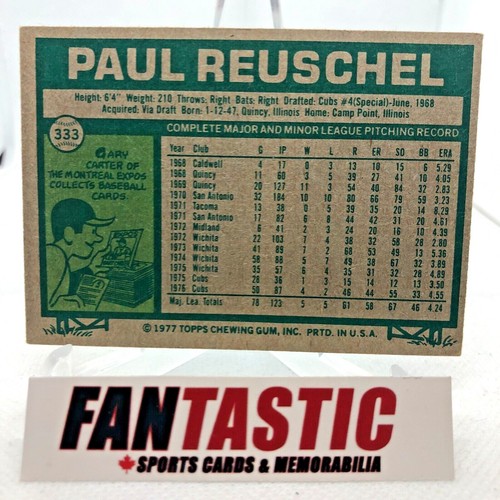 PAUL REUSCHEL
Height: 6'4" Weight: 210 Throws: Right Bats: Right Drafted: Cubs #4(Special)-June, 1968
Acquired: Via Draft Born: 1-12-47, Quincy, Illinois Home: Camp Point, Illinois
333
COMPLETE MAJOR AND MINOR LEAGUE PITCHING RECORD
GARY
CARTER OF
THE MONTREAL EXPOS
COLLECTS BASEBALL
CARDS.
Year Club G IP W L R ER SO BB ERA
1968 Caldwell 4 17 0 3 13 10 15 6 5.29
1968 Quincy 11 60 3 5 39 27 41 10 4.05
1969 Quincy 20 127 11 3 54 40 84 32 2.83
1970 San Antonio 32 184 10 10 80 66 79 59 3.23
1971 Tacoma 13 38 0 5 39 35 20 14 8.29
1971 San Antonio 17 82 6 8 44 42 31 20 4.61
1972 Midland 6 41 2 3 24 20 16 10 4.39
1972 Wichita 22 103 7 4 38 32 58 28 2.80
1973 Wichita 41 89 7 2 68 53 49 13 5.36
1974 Wichita 58 88 5 7 49 38 67 32 3.89
1975 Wichita 35 57 6 4 35 31 32 28 4.89
1975 Cubs 28 36 1 3 15 14 12 13 3.50
1976 Cubs 50 87 4 2 46 44 55 33 4.55
Maj. Lea. Totals 78 123 5 5 61 58 67 46 4.24
© 1977 TOPPS CHEWING GUM, INC. PRTD. IN U.S.A.
FANTASTIC
SPORTS CARDS & MEMORABILIA